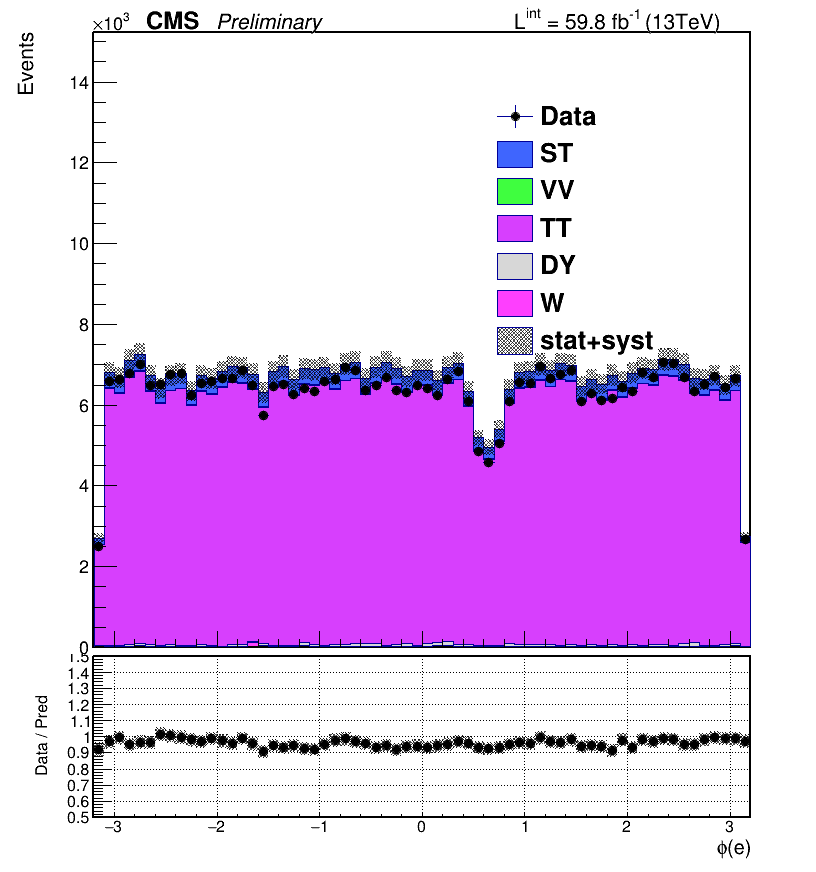 ×10³ CMS Preliminary L^int = 59.8 fb⁻¹ (13TeV)
Events
14
12
10
8
6
4
2
0
Data
ST
VV
TT
DY
W
stat+syst
Data / Pred
1.5
1.4
1.3
1.2
1.1
1
0.9
0.8
0.7
0.6
0.5
−3 −2 −1 0 1 2 3
ϕ(e)